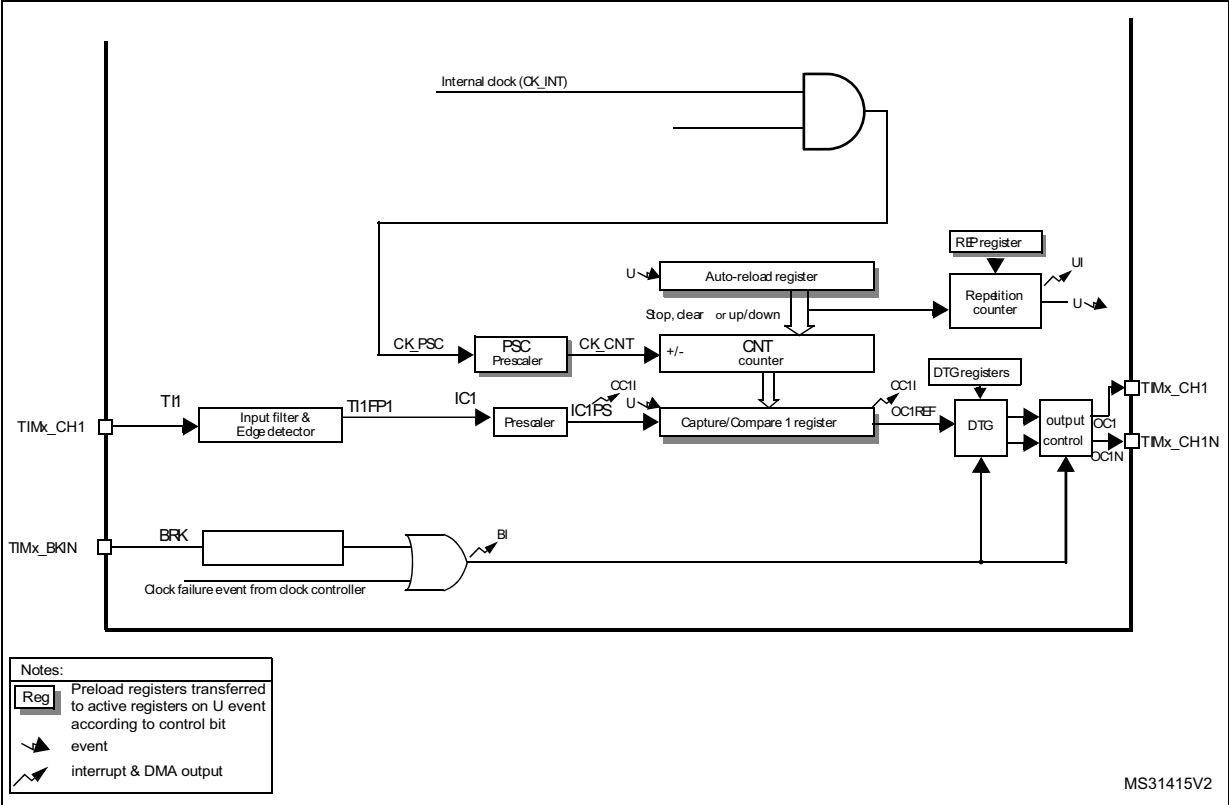 Internal clock (CK_INT)
REP register
UI
U
Auto-reload register
Repetition
counter
U
Stop, clear or up/down
CK_PSC
PSC
Prescaler
CK_CNT
+/-
CNT
counter
DTG registers
TI1
TI1FP1
IC1
CC1I
IC1PS
U
CC1I
OC1REF
TIMx_CH1
TIMx_CH1
Input filter &
Edge detector
Prescaler
Capture/Compare 1 register
DTG
output
control
OC1
OC1N
TIMx_CH1N
BRK
BI
TIMx_BKIN
Clock failure event from clock controller
Notes:
Reg
Preload registers transferred
to active registers on U event
according to control bit
event
interrupt & DMA output
MS31415V2